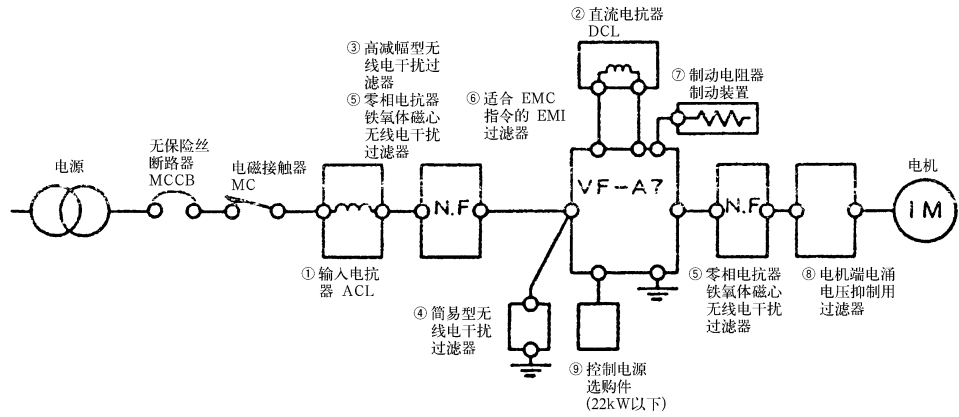 ② 直流电抗器
DCL
③ 高减幅型无
线电干扰过
滤器
⑤ 零相电抗器
铁氧体磁心
无线电干扰
过滤器
⑥ 适合 EMC
指令的 EMI
过滤器
⑦ 制动电阻器
制动装置
电源
无保险丝
断路器
MCCB
电磁接触器
MC
N.F
VF-A7
N.F
电机
IM
① 输入电抗
器 ACL
④ 简易型无
线电干扰
过滤器
⑤ 零相电抗器
铁氧体磁心
无线电干扰
过滤器
⑧ 电机端电涌
电压抑制用
过滤器
⑨ 控制电源
选购件
(22kW以下)